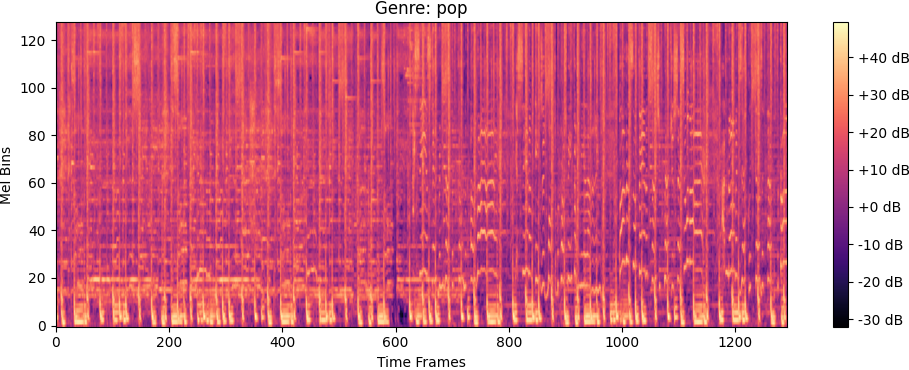 Genre: pop
Mel Bins
120
100
80
60
40
20
0
0 200 400 600 800 1000 1200
Time Frames
+40 dB
+30 dB
+20 dB
+10 dB
+0 dB
-10 dB
-20 dB
-30 dB